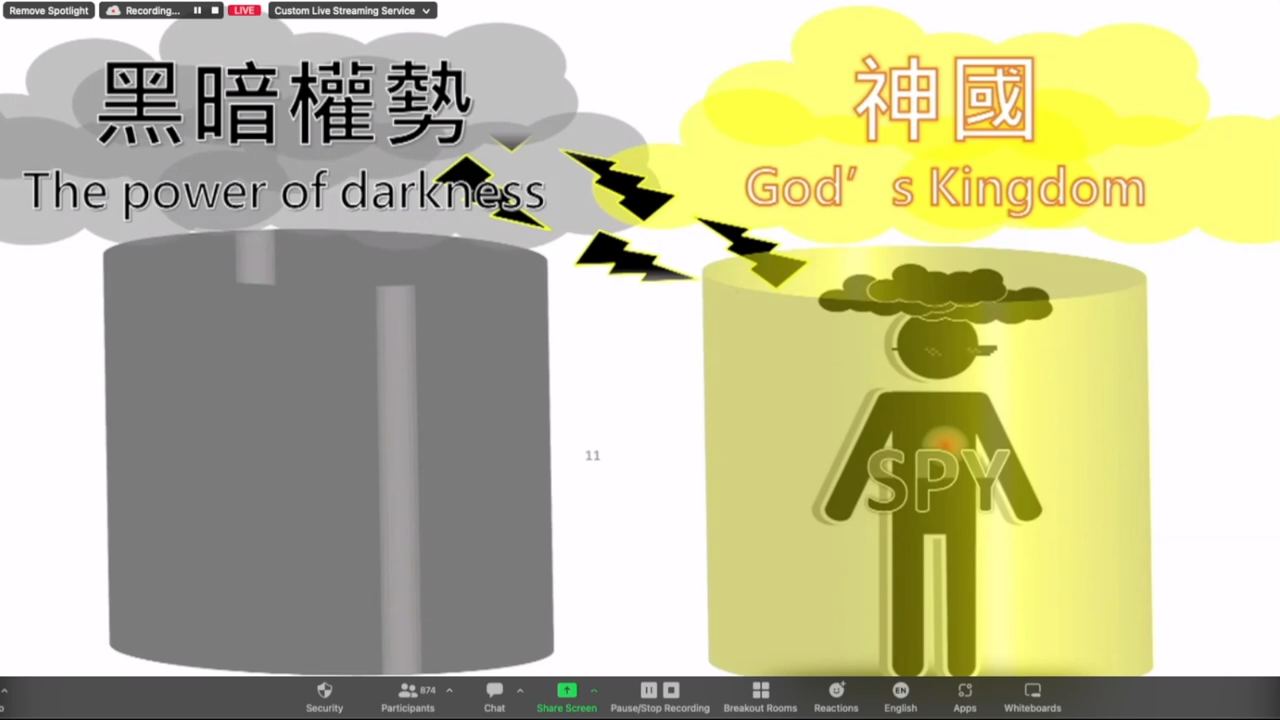 Remove Spotlight
Recording...
LIVE
Custom Live Streaming Service
黑暗權勢
The power of darkness
神國
God’s Kingdom
SPY
11
Security
Participants
874
Chat
Share Screen
Pause/Stop Recording
Breakout Rooms
Reactions
EN
English
Apps
Whiteboards